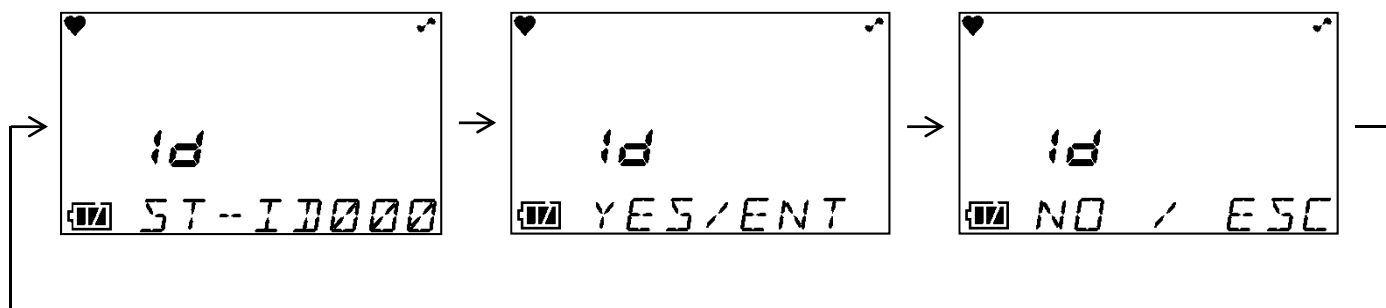 Id
ST--ID000
Id
YES/ENT
Id
NO / ESC